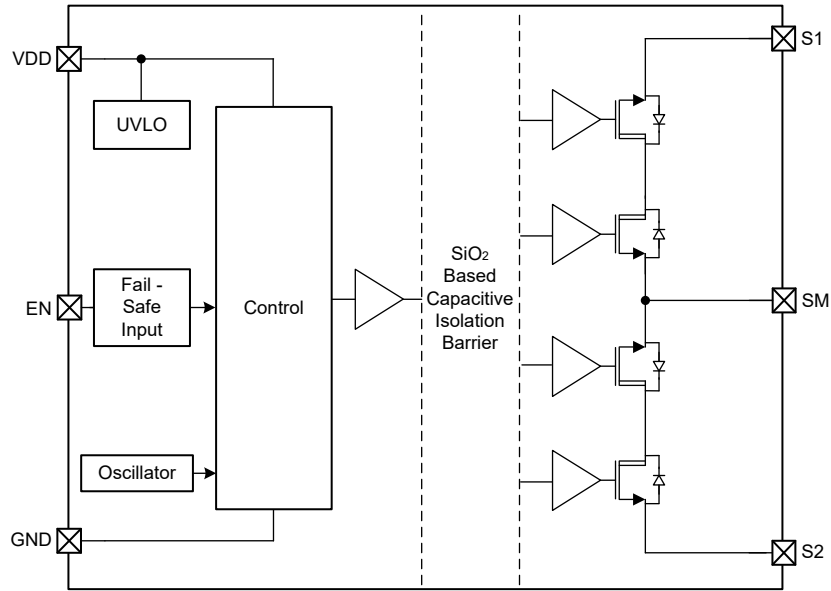 VDD
S1
UVLO
EN
Fail -
Safe
Input
Control
SiO2
Based
Capacitive
Isolation
Barrier
SM
Oscillator
GND
S2